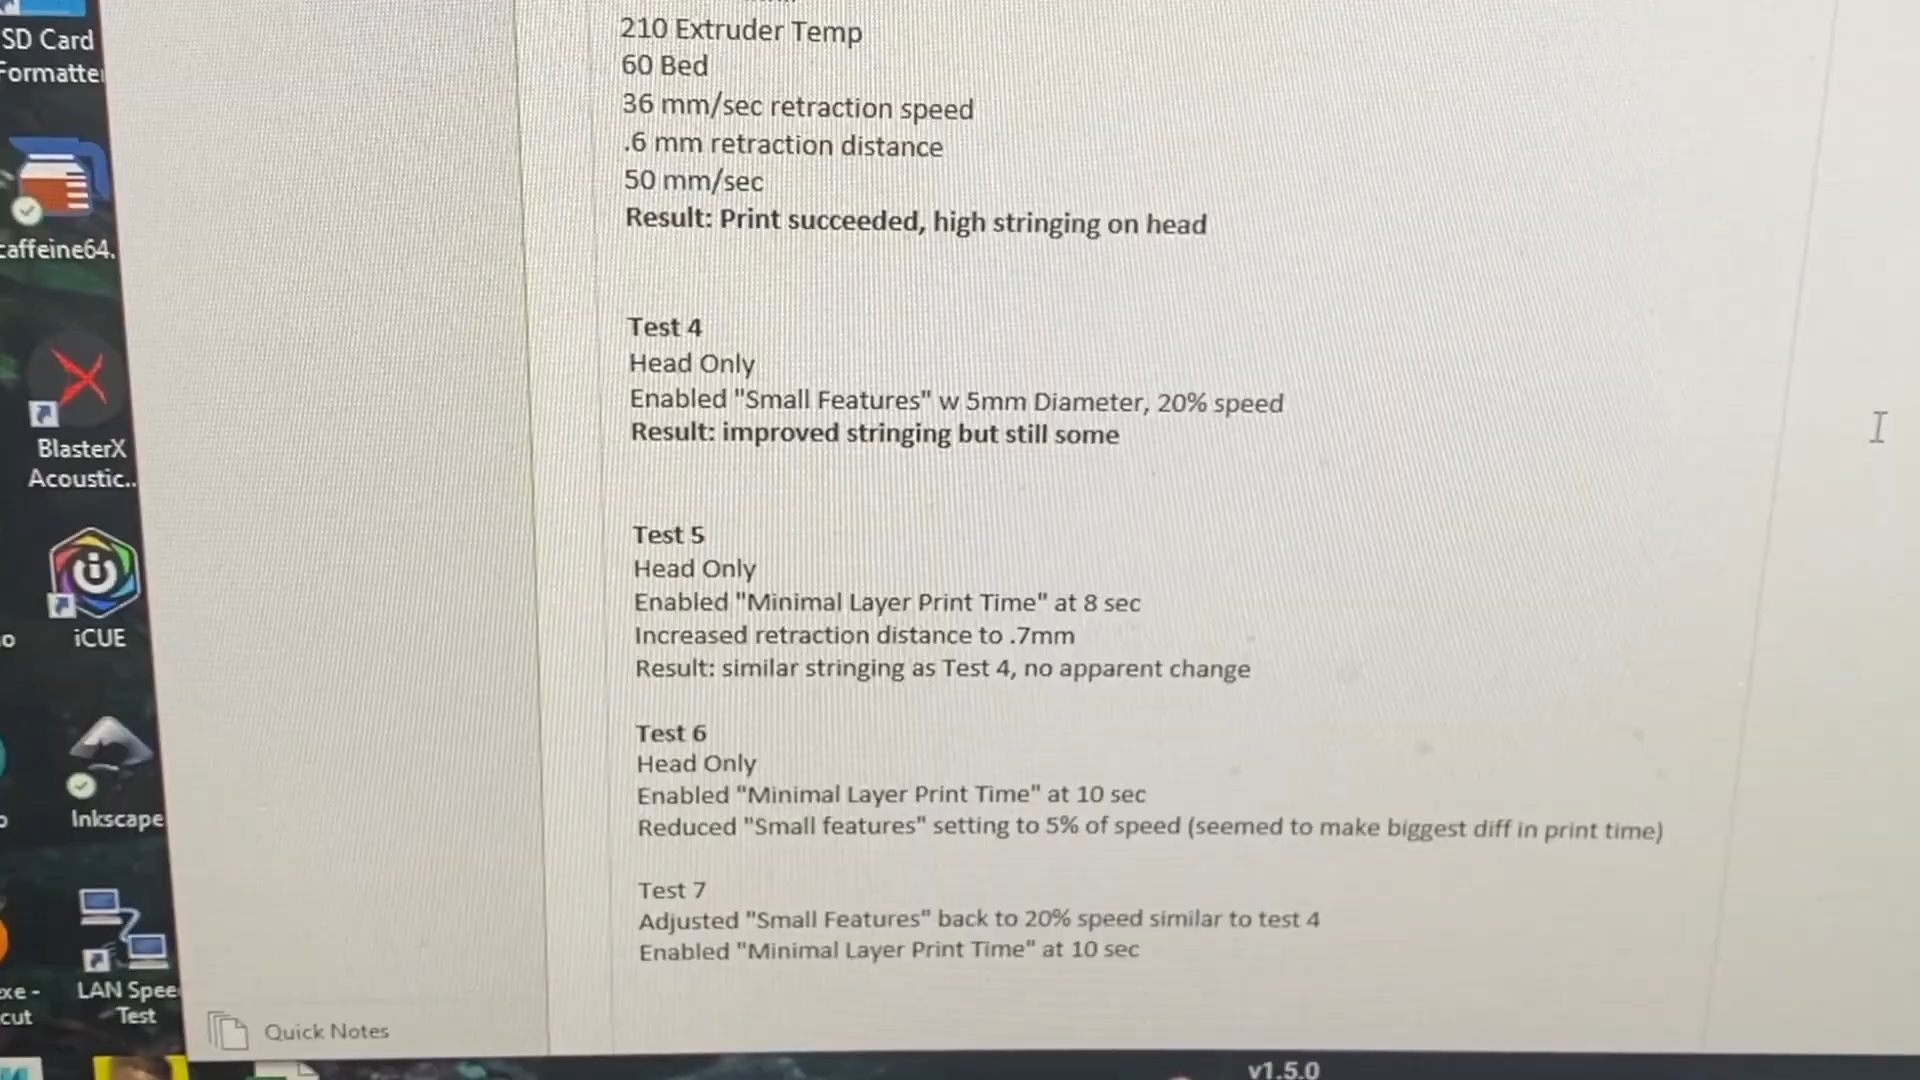 SD Card
Formatte
caffeine64.
BlasterX
Acoustic..
iCUE
Inkscape
LAN Spee
Test
xe -
cut
210 Extruder Temp
60 Bed
36 mm/sec retraction speed
.6 mm retraction distance
50 mm/sec
Result: Print succeeded, high stringing on head
Test 4
Head Only
Enabled "Small Features" w 5mm Diameter, 20% speed
Result: improved stringing but still some
Test 5
Head Only
Enabled "Minimal Layer Print Time" at 8 sec
Increased retraction distance to .7mm
Result: similar stringing as Test 4, no apparent change
Test 6
Head Only
Enabled "Minimal Layer Print Time" at 10 sec
Reduced "Small features" setting to 5% of speed (seemed to make biggest diff in print time)
Test 7
Adjusted "Small Features" back to 20% speed similar to test 4
Enabled "Minimal Layer Print Time" at 10 sec
Quick Notes
v1.5.0